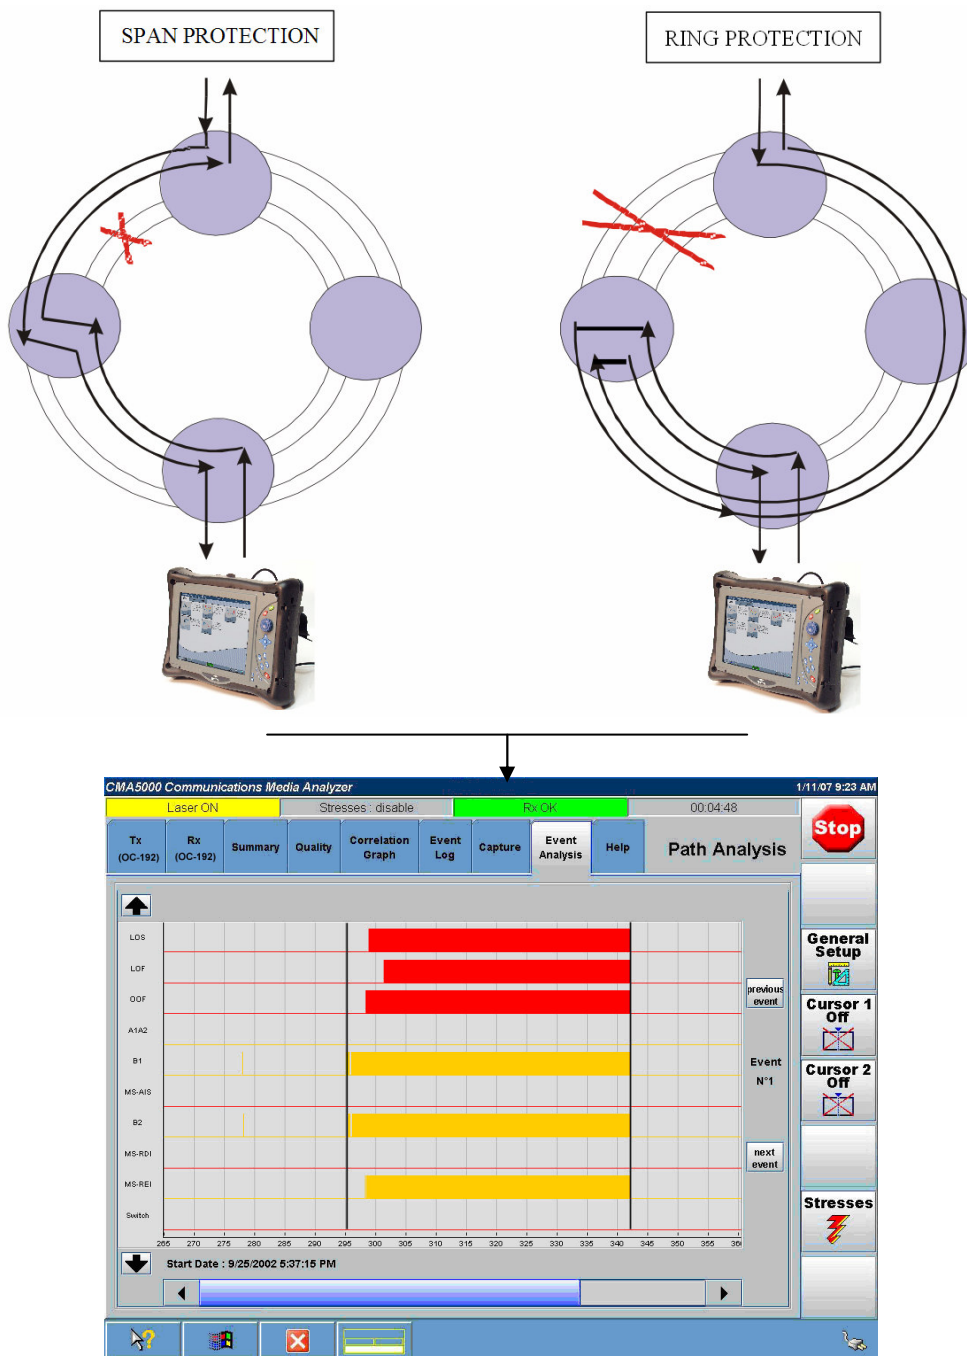 SPAN PROTECTION
RING PROTECTION
CMA5000 Communications Media Analyzer
1/11/07 9:23 AM
Laser ON
Stresses : disable
Rx OK
00:04:48
Stop
Tx
(OC-192)
Rx
(OC-192)
Summary
Quality
Correlation
Graph
Event
Log
Capture
Event
Analysis
Help
Path Analysis
LOS
LOF
OOF
A1A2
B1
MS-AIS
B2
MS-RDI
MS-REI
Switch
265 270 275 280 285 290 295 300 305 310 315 320 325 330 335 340 345 350 355 36
Start Date : 9/25/2002 5:37:15 PM
previous
event
Event
N°1
next
event
General
Setup
Cursor 1
Off
Cursor 2
Off
Stresses